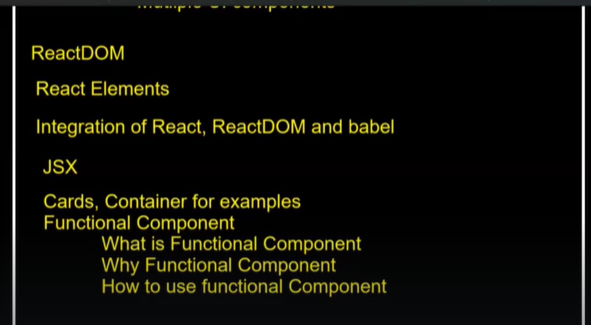 ReactDOM
React Elements
Integration of React, ReactDOM and babel
JSX
Cards, Container for examples
Functional Component
What is Functional Component
Why Functional Component
How to use functional Component